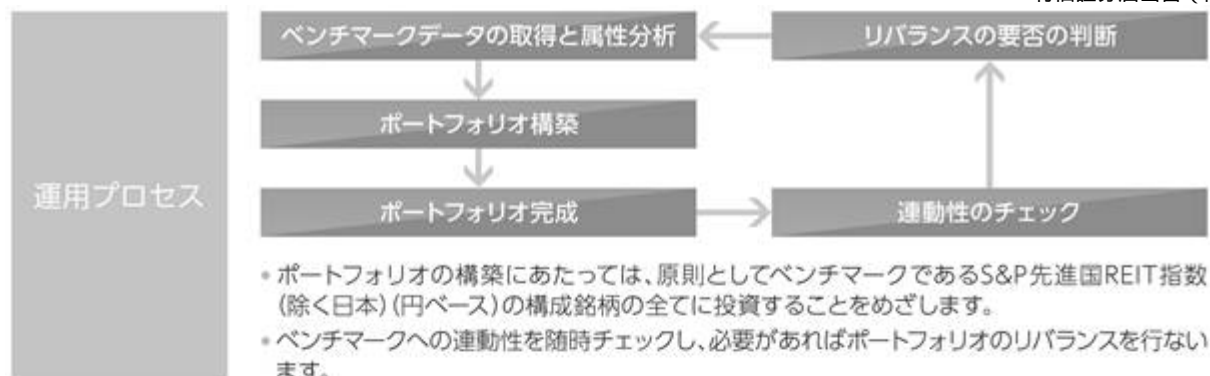 ベンチマークデータの取得と属性分析
リバランスの要否の判断
ポートフォリオ構築
運用プロセス
ポートフォリオ完成
連動性のチェック
• ポートフォリオの構築にあたっては、原則としてベンチマークであるS&P先進国REIT指数
(除く日本)(円ベース)の構成銘柄の全てに投資することをめざします。
• ベンチマークへの連動性を随時チェックし、必要があればポートフォリオのリバランスを行ない
ます。